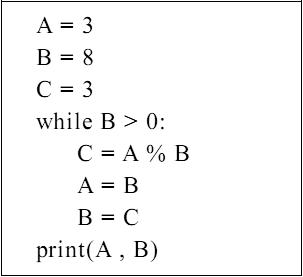 A = 3
B = 8
C = 3
while B > 0:
    C = A % B
    A = B
    B = C
print(A , B)